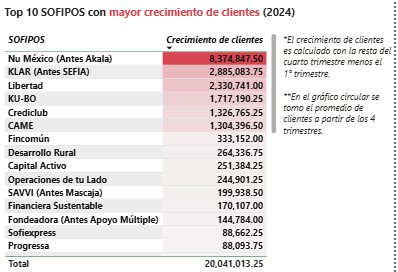 Top 10 SOFIPOS con mayor crecimiento de clientes (2024)
SOFIPOS Crecimiento de clientes
Nu México (Antes Akala) 8,374,847.50
KLAR (Antes SEFIA) 2,885,083.75
Libertad 2,330,741.00
KU-BO 1,717,190.25
Crediclub 1,326,765.25
CAME 1,304,396.50
Fincomún 333,152.00
Desarrollo Rural 264,336.75
Capital Activo 251,384.25
Operaciones de tu Lado 244,901.25
SAVVI (Antes Mascaja) 199,938.50
Financiera Sustentable 170,107.00
Fondeadora (Antes Apoyo Múltiple) 144,784.00
Sofiexpress 88,662.25
Progressa 88,093.75
Total 20,041,013.25
*El crecimiento de clientes
es calculado con la resta del
cuarto trimestre menos el
1° trimestre.
**En el gráfico circular se
tomo el promedio de
clientes a partir de los 4
trimestres.